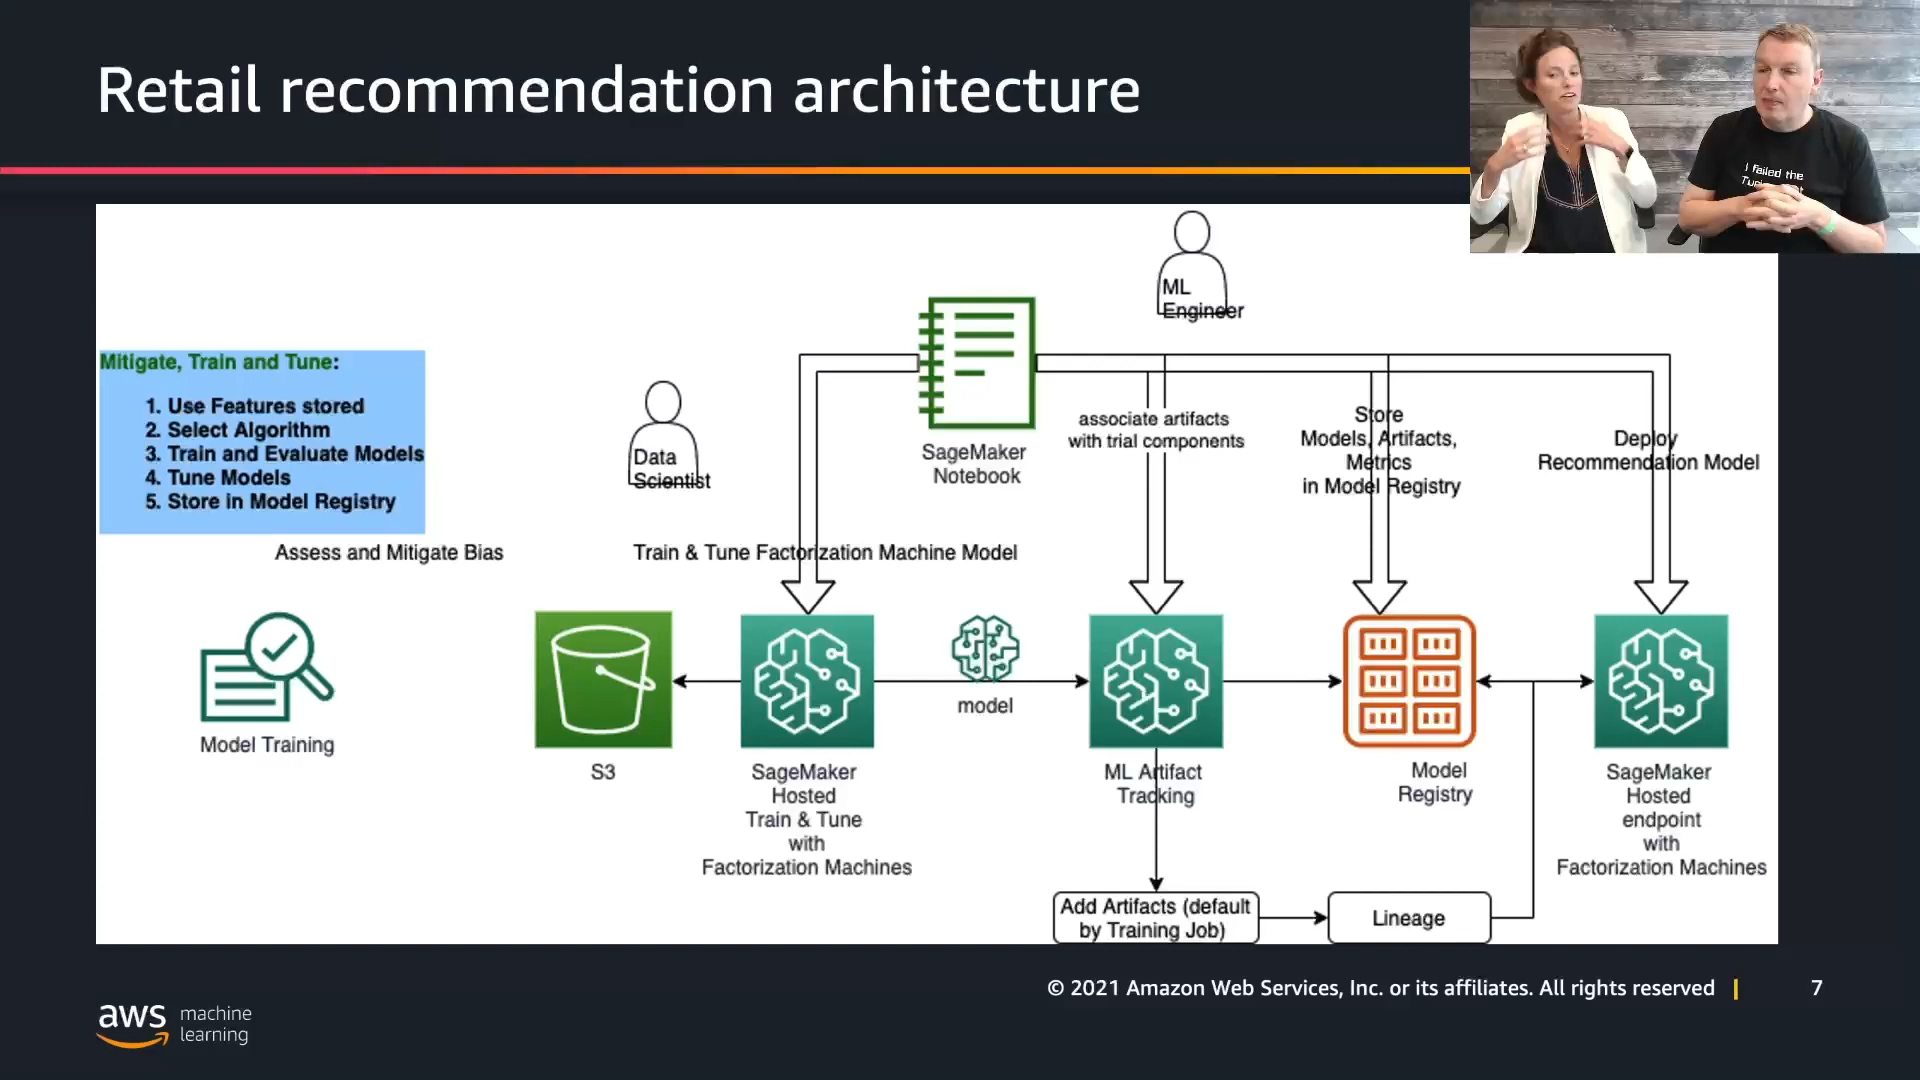 Retail recommendation architecture
I failed the
ML
Engineer
Mitigate, Train and Tune:
1. Use Features stored
2. Select Algorithm
3. Train and Evaluate Models
4. Tune Models
5. Store in Model Registry
Data
Scientist
SageMaker
Notebook
associate artifacts
with trial components
Store
Models, Artifacts,
Metrics
in Model Registry
Deploy
Recommendation Model
Assess and Mitigate Bias
Train & Tune Factorization Machine Model
Model Training
S3
SageMaker
Hosted
Train & Tune
with
Factorization Machines
model
ML Artifact
Tracking
Model
Registry
SageMaker
Hosted
endpoint
with
Factorization Machines
Add Artifacts (default
by Training Job)
Lineage
© 2021 Amazon Web Services, Inc. or its affiliates. All rights reserved
7
aws machine
learning